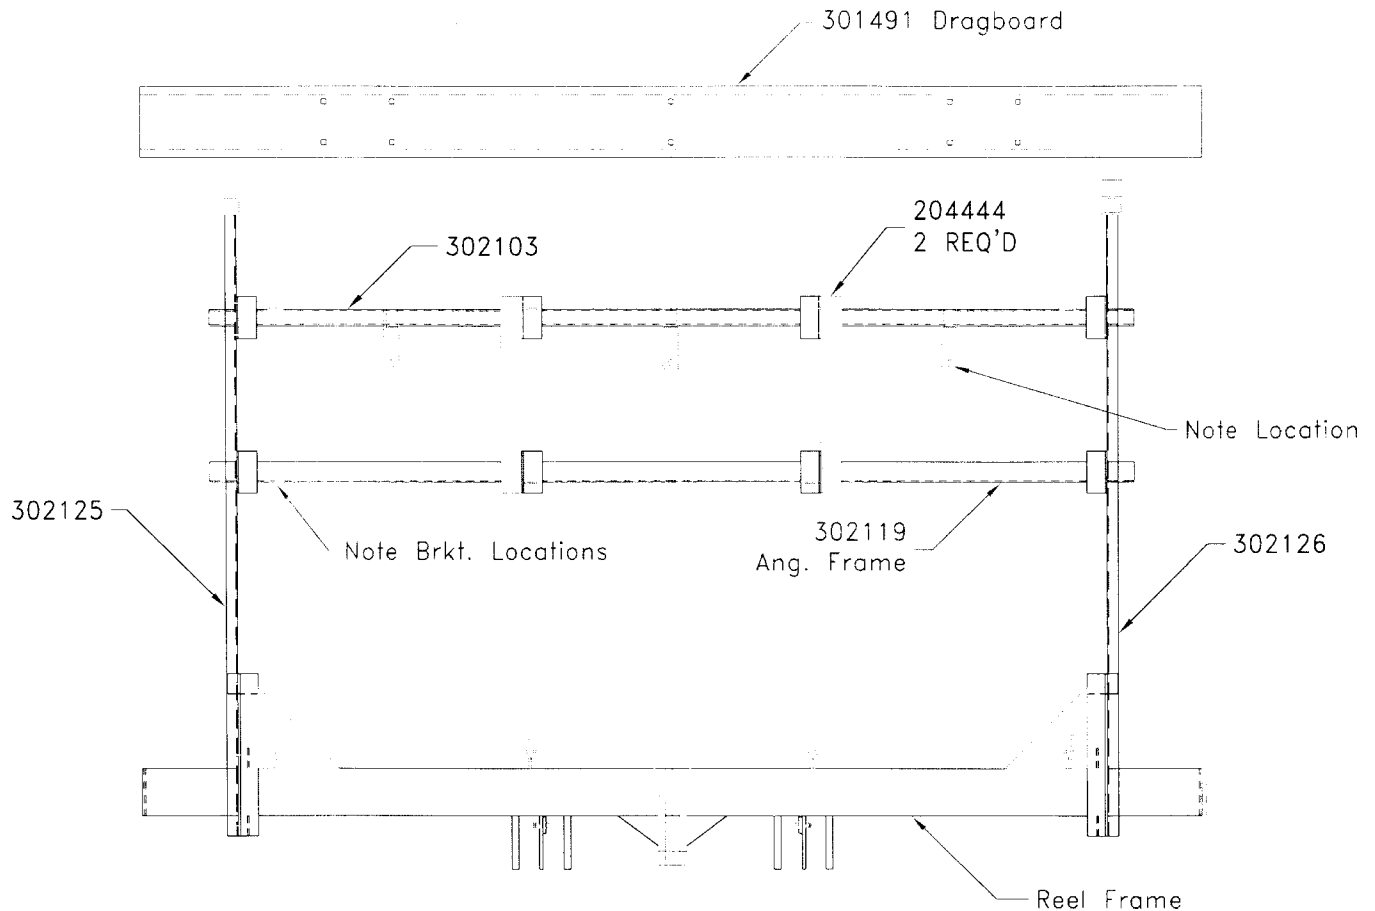 301491 Dragboard
204444
2 REQ'D
302103
Note Location
302125
Note Brkt. Locations
302119
Ang. Frame
302126
Reel Frame